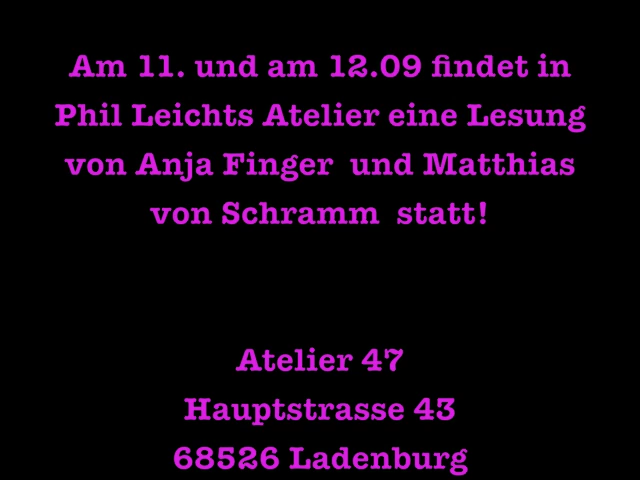 Am 11. und am 12.09 findet in
Phil Leichts Atelier eine Lesung
von Anja Finger  und Matthias
von Schramm  statt!
Atelier 47
Hauptstrasse 43
68526 Ladenburg